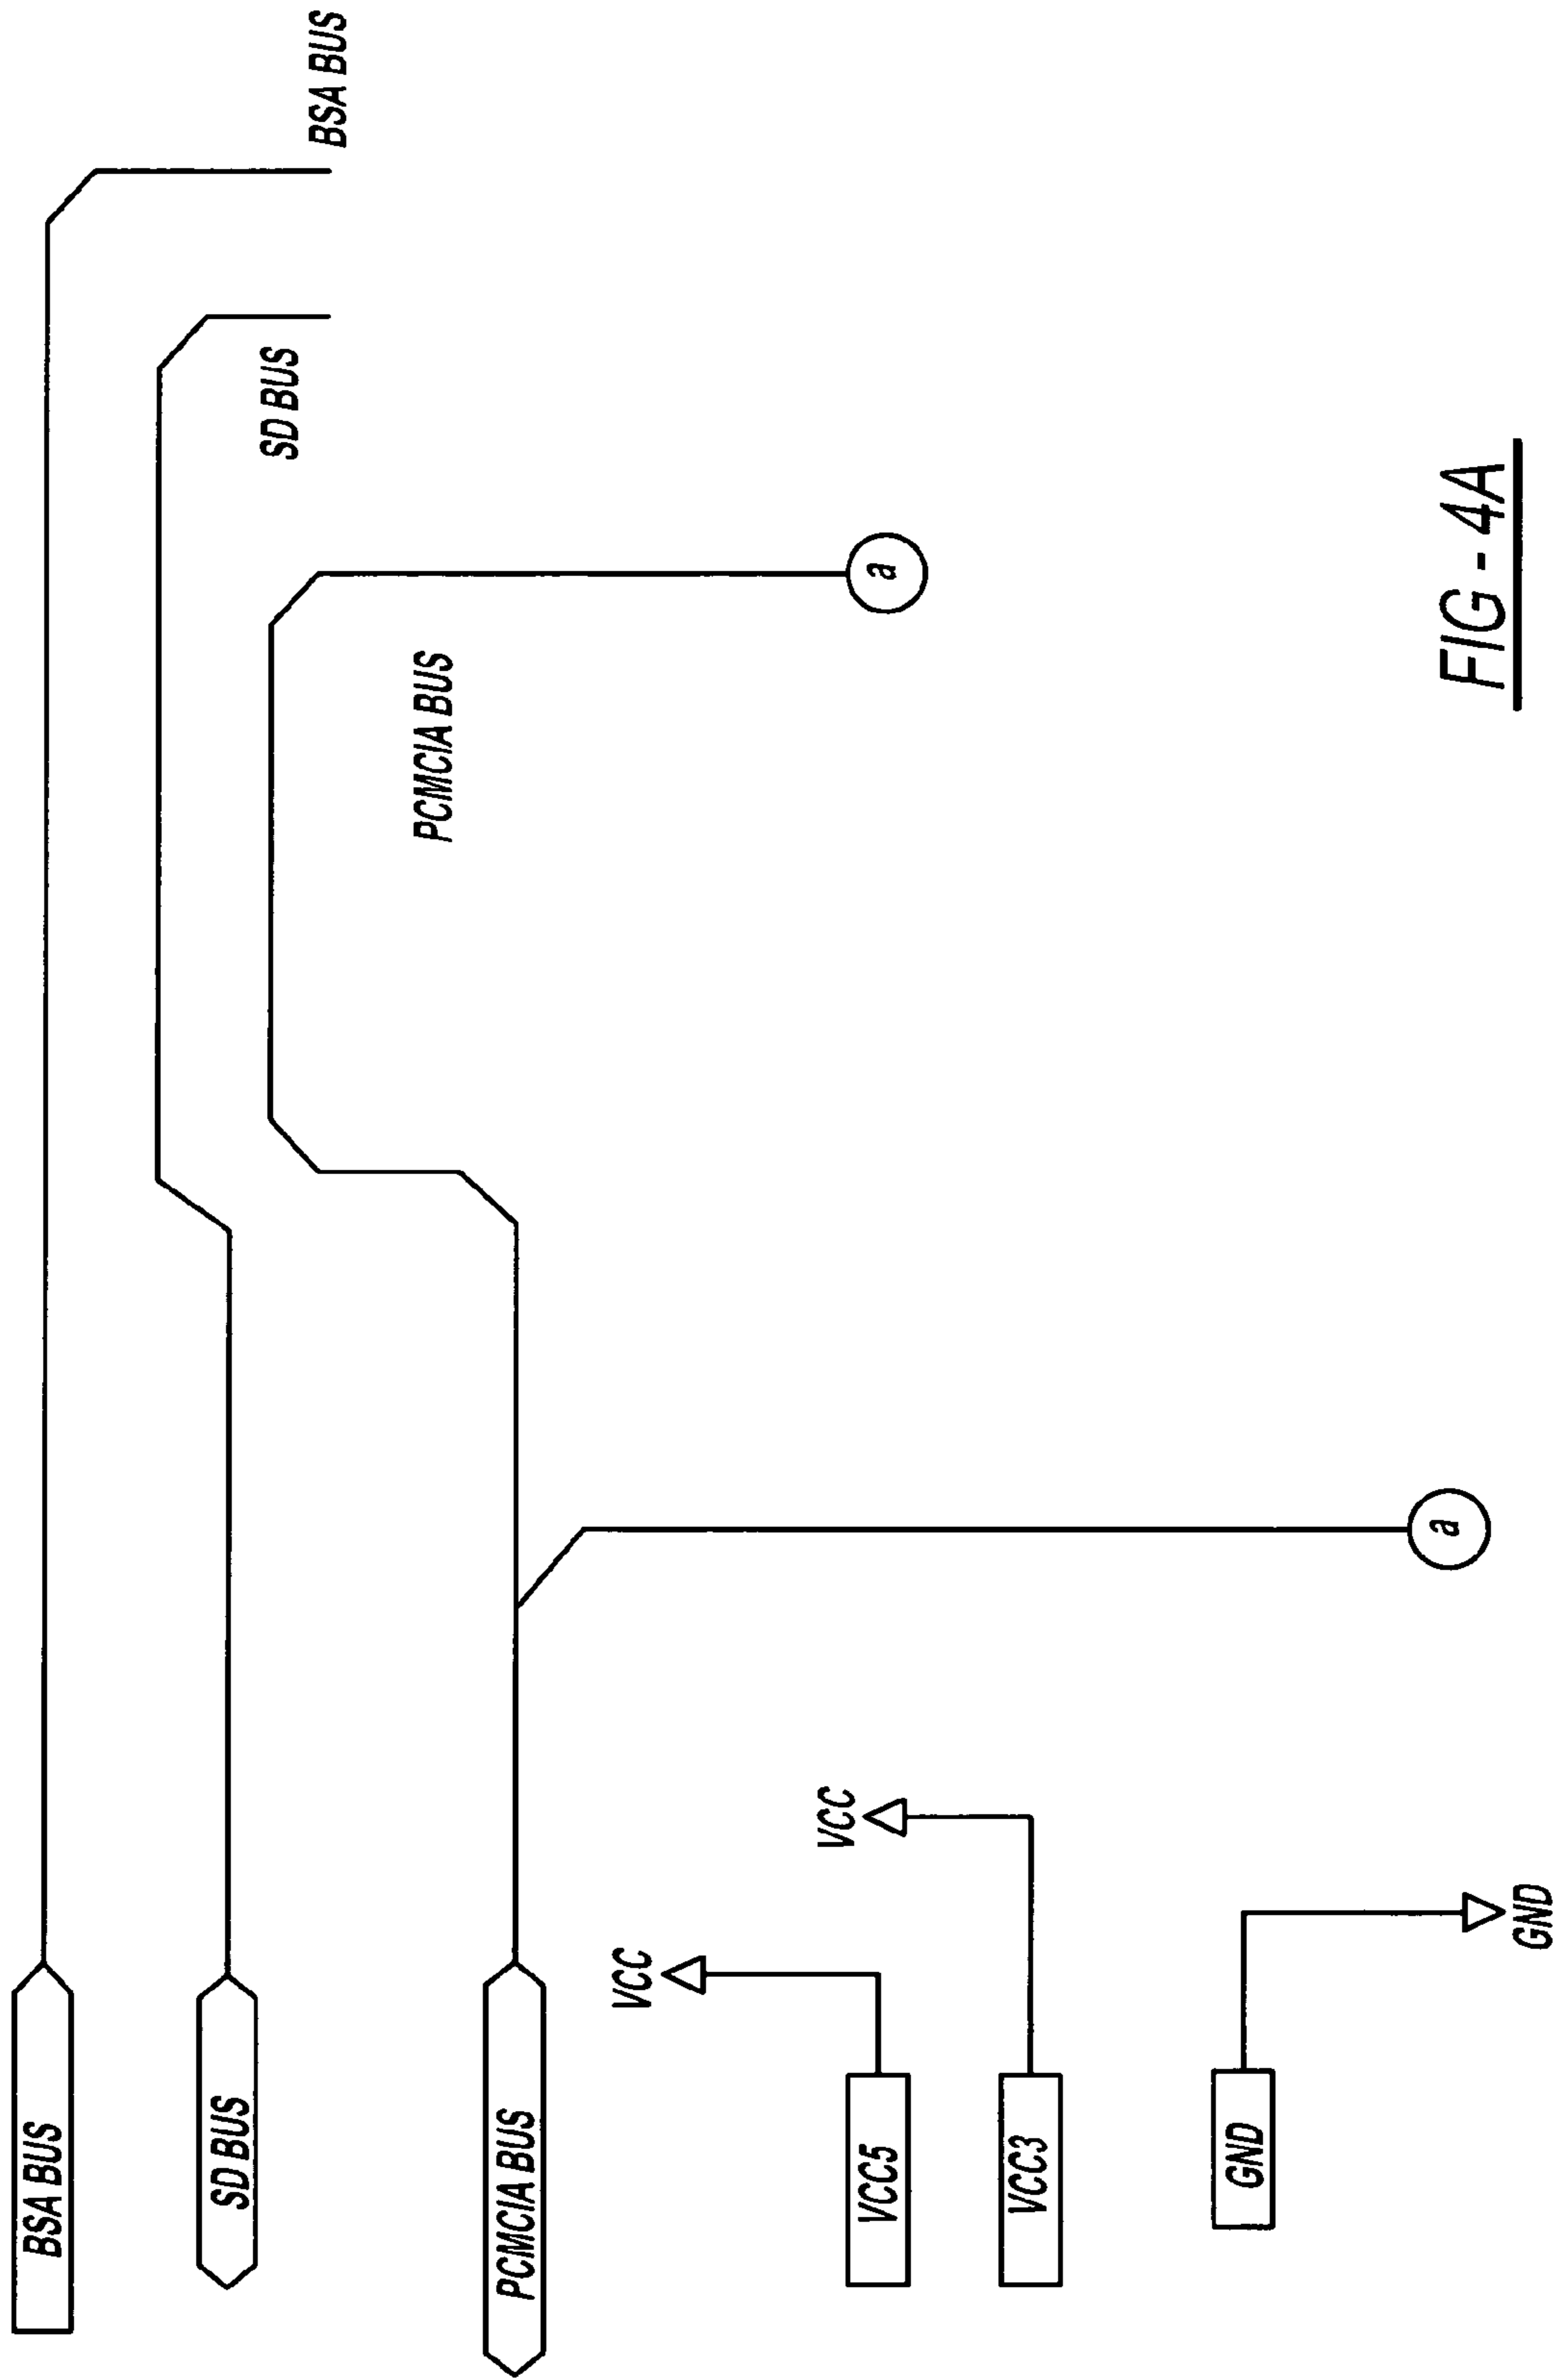 BSA BUS
BSA BUS
SD BUS
SD BUS
PCMCIA BUS
PCMCIA BUS
a
a
VCC
VCC5
VCC
VCC3
GND
GND
FIG - 4A